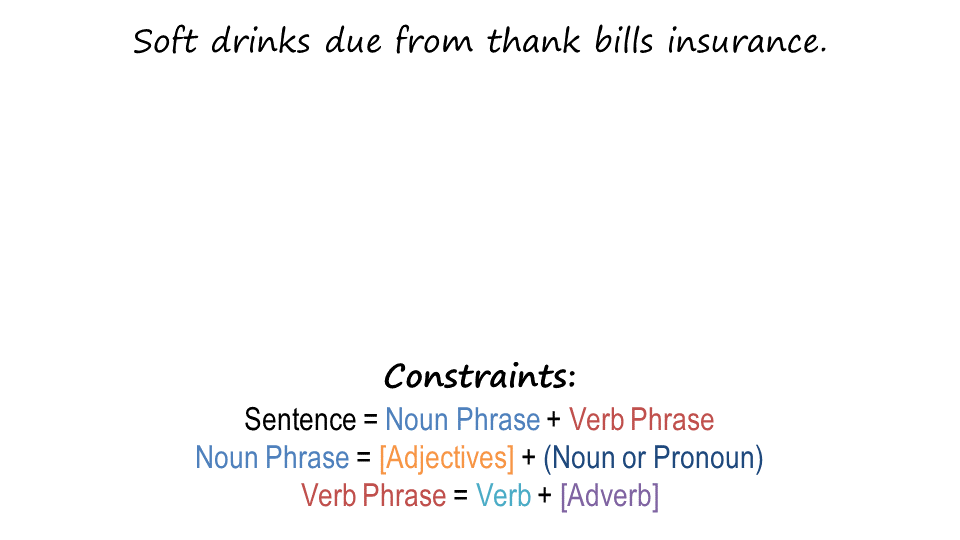 Soft drinks due from thank bills insurance.
Constraints:
Sentence = Noun Phrase + Verb Phrase
Noun Phrase = [Adjectives] + (Noun or Pronoun)
Verb Phrase = Verb + [Adverb]